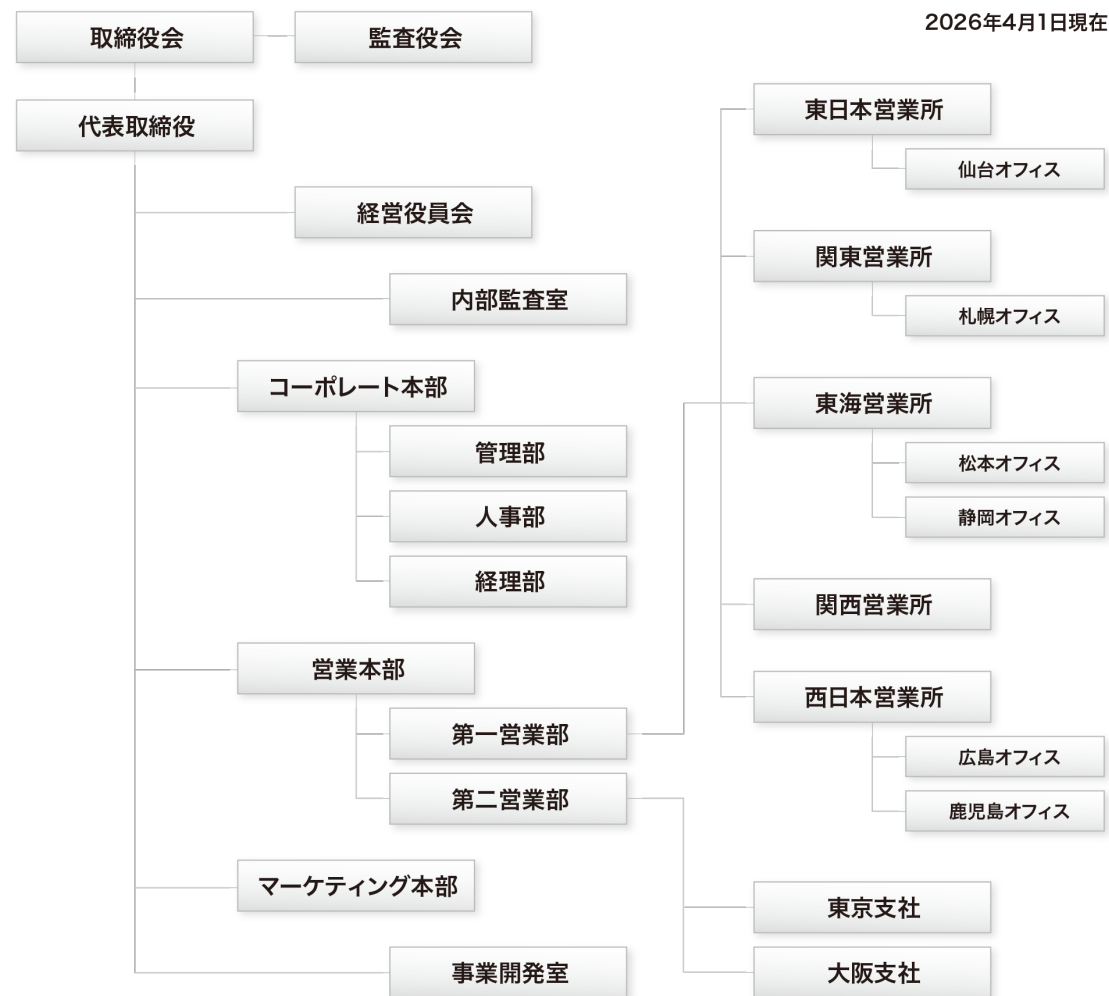 2026年4月1日現在
取締役会
監査役会
代表取締役
経営役員会
内部監査室
コーポレート本部
管理部
人事部
経理部
営業本部
第一営業部
東日本営業所
仙台オフィス
関東営業所
札幌オフィス
東海営業所
松本オフィス
静岡オフィス
関西営業所
西日本営業所
広島オフィス
鹿児島オフィス
第二営業部
東京支社
大阪支社
マーケティング本部
事業開発室